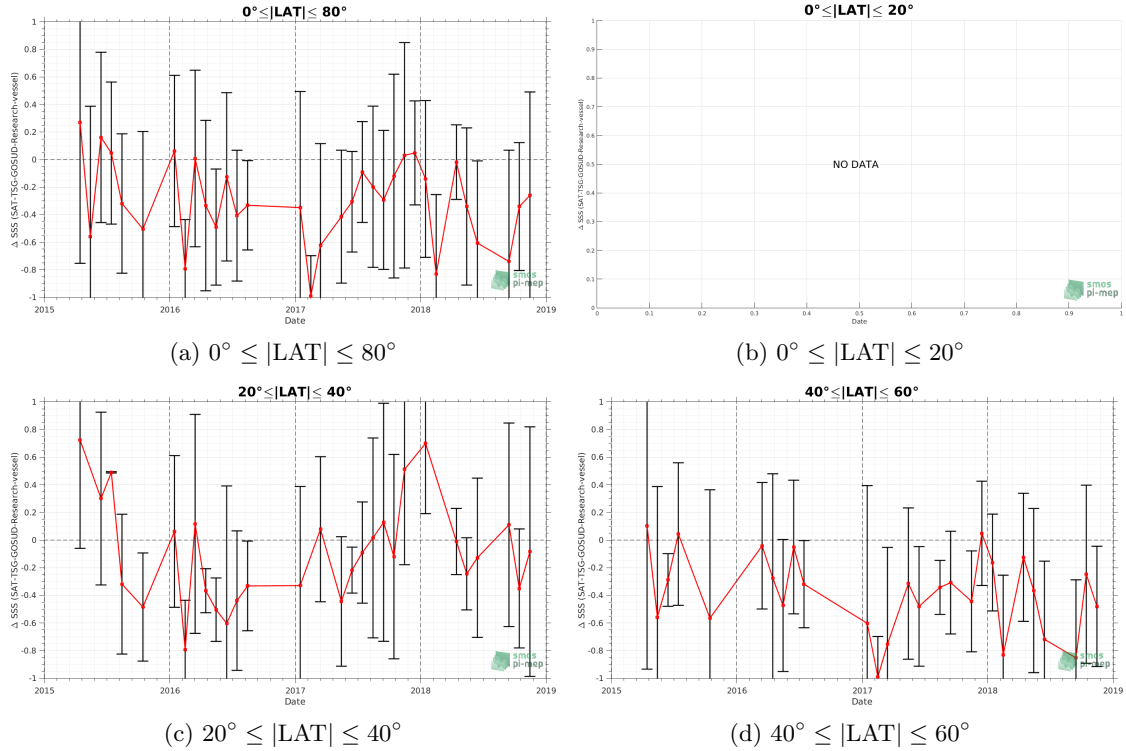 0°≤|LAT|≤ 80°
Δ SSS (SAT-TSG-GOSUD-Research-vessel)
1
0.8
0.6
0.4
0.2
0
-0.2
-0.4
-0.6
-0.8
-1
2015 2016 2017 2018 2019
Date
smos
pi-mep
(a) 0° ≤ |LAT| ≤ 80°
0°≤|LAT|≤ 20°
Δ SSS (SAT-TSG-GOSUD-Research-vessel)
1
0.9
0.8
0.7
0.6
0.5
0.4
0.3
0.2
0.1
0
NO DATA
0 0.1 0.2 0.3 0.4 0.5 0.6 0.7 0.8 0.9 1
Date
smos
pi-mep
(b) 0° ≤ |LAT| ≤ 20°
20°≤|LAT|≤ 40°
Δ SSS (SAT-TSG-GOSUD-Research-vessel)
1
0.8
0.6
0.4
0.2
0
-0.2
-0.4
-0.6
-0.8
-1
2015 2016 2017 2018 2019
Date
smos
pi-mep
(c) 20° ≤ |LAT| ≤ 40°
40°≤|LAT|≤ 60°
Δ SSS (SAT-TSG-GOSUD-Research-vessel)
1
0.8
0.6
0.4
0.2
0
-0.2
-0.4
-0.6
-0.8
-1
2015 2016 2017 2018 2019
Date
smos
pi-mep
(d) 40° ≤ |LAT| ≤ 60°